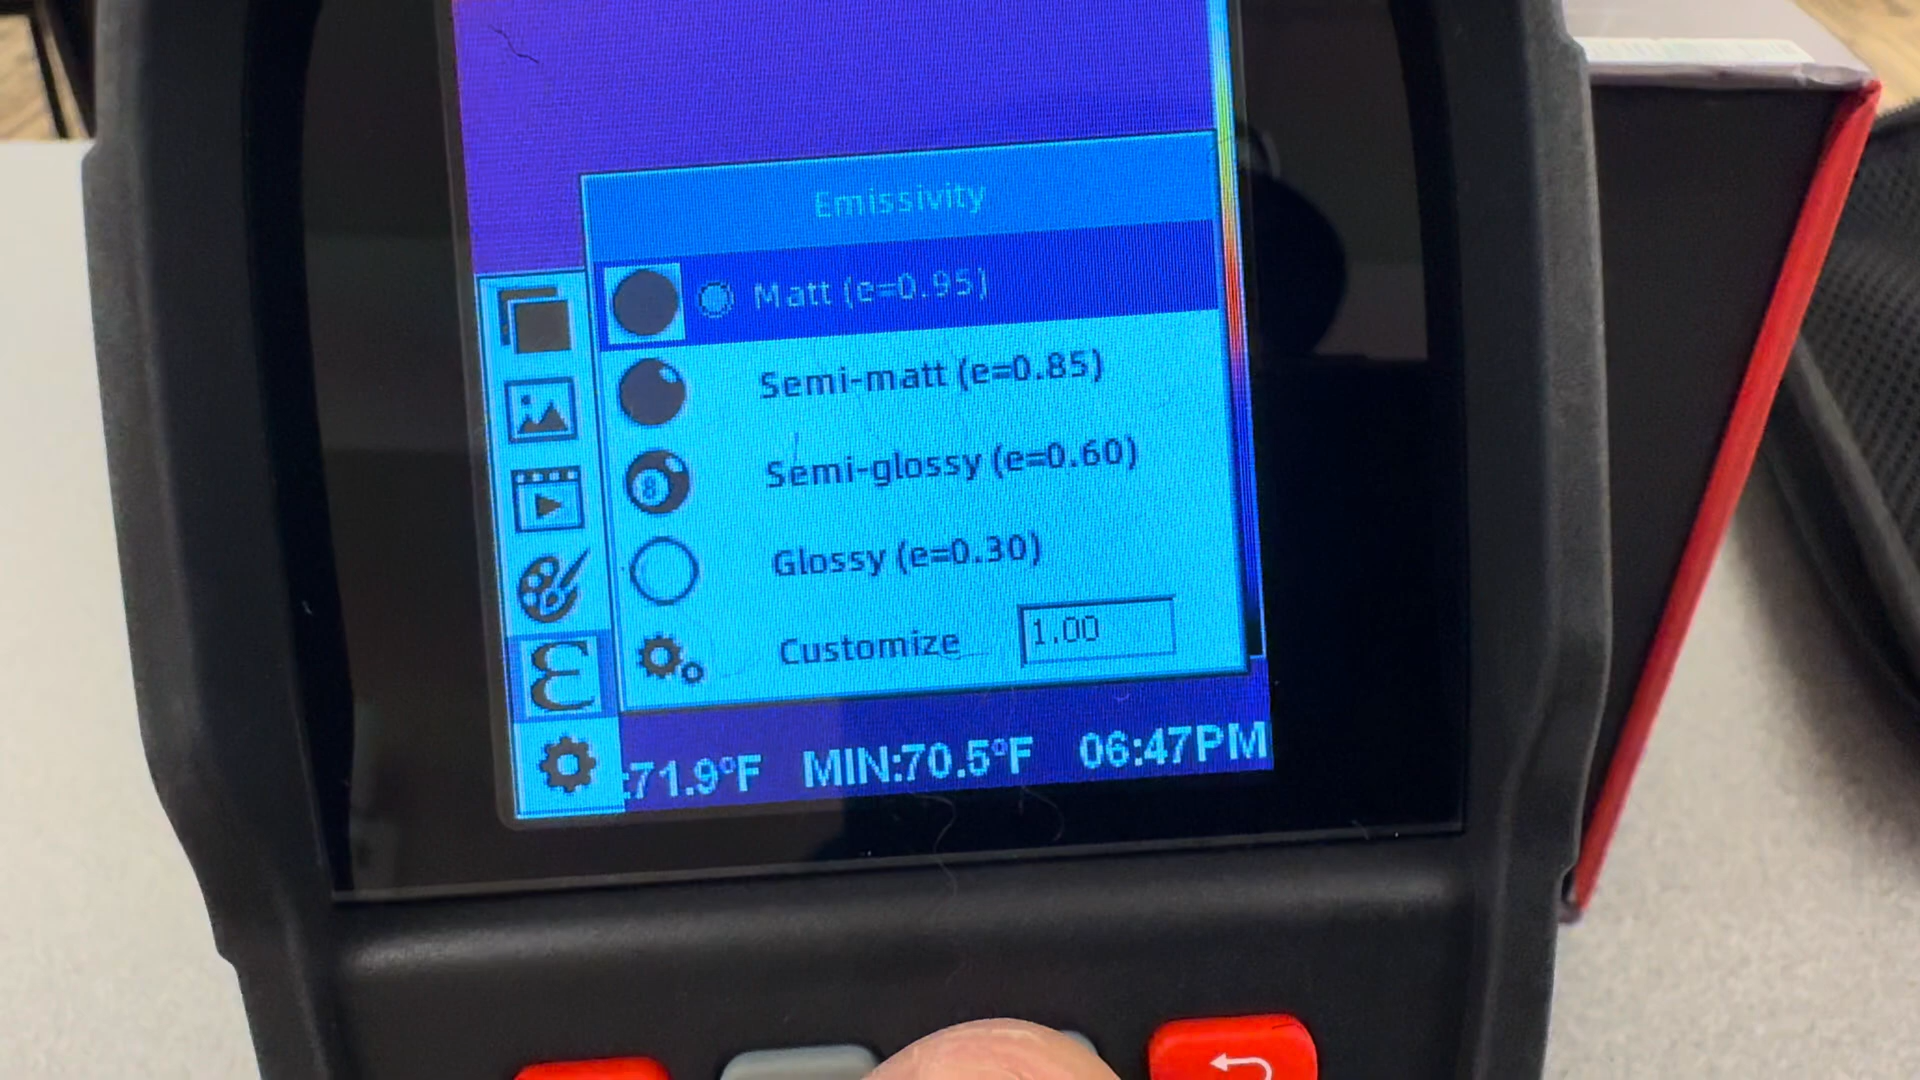 Emissivity
Matt (e=0.95)
Semi-matt (e=0.85)
8
Semi-glossy (e=0.60)
Glossy (e=0.30)
Customize 1.00
ε
:71.9°F MIN:70.5°F 06:47PM